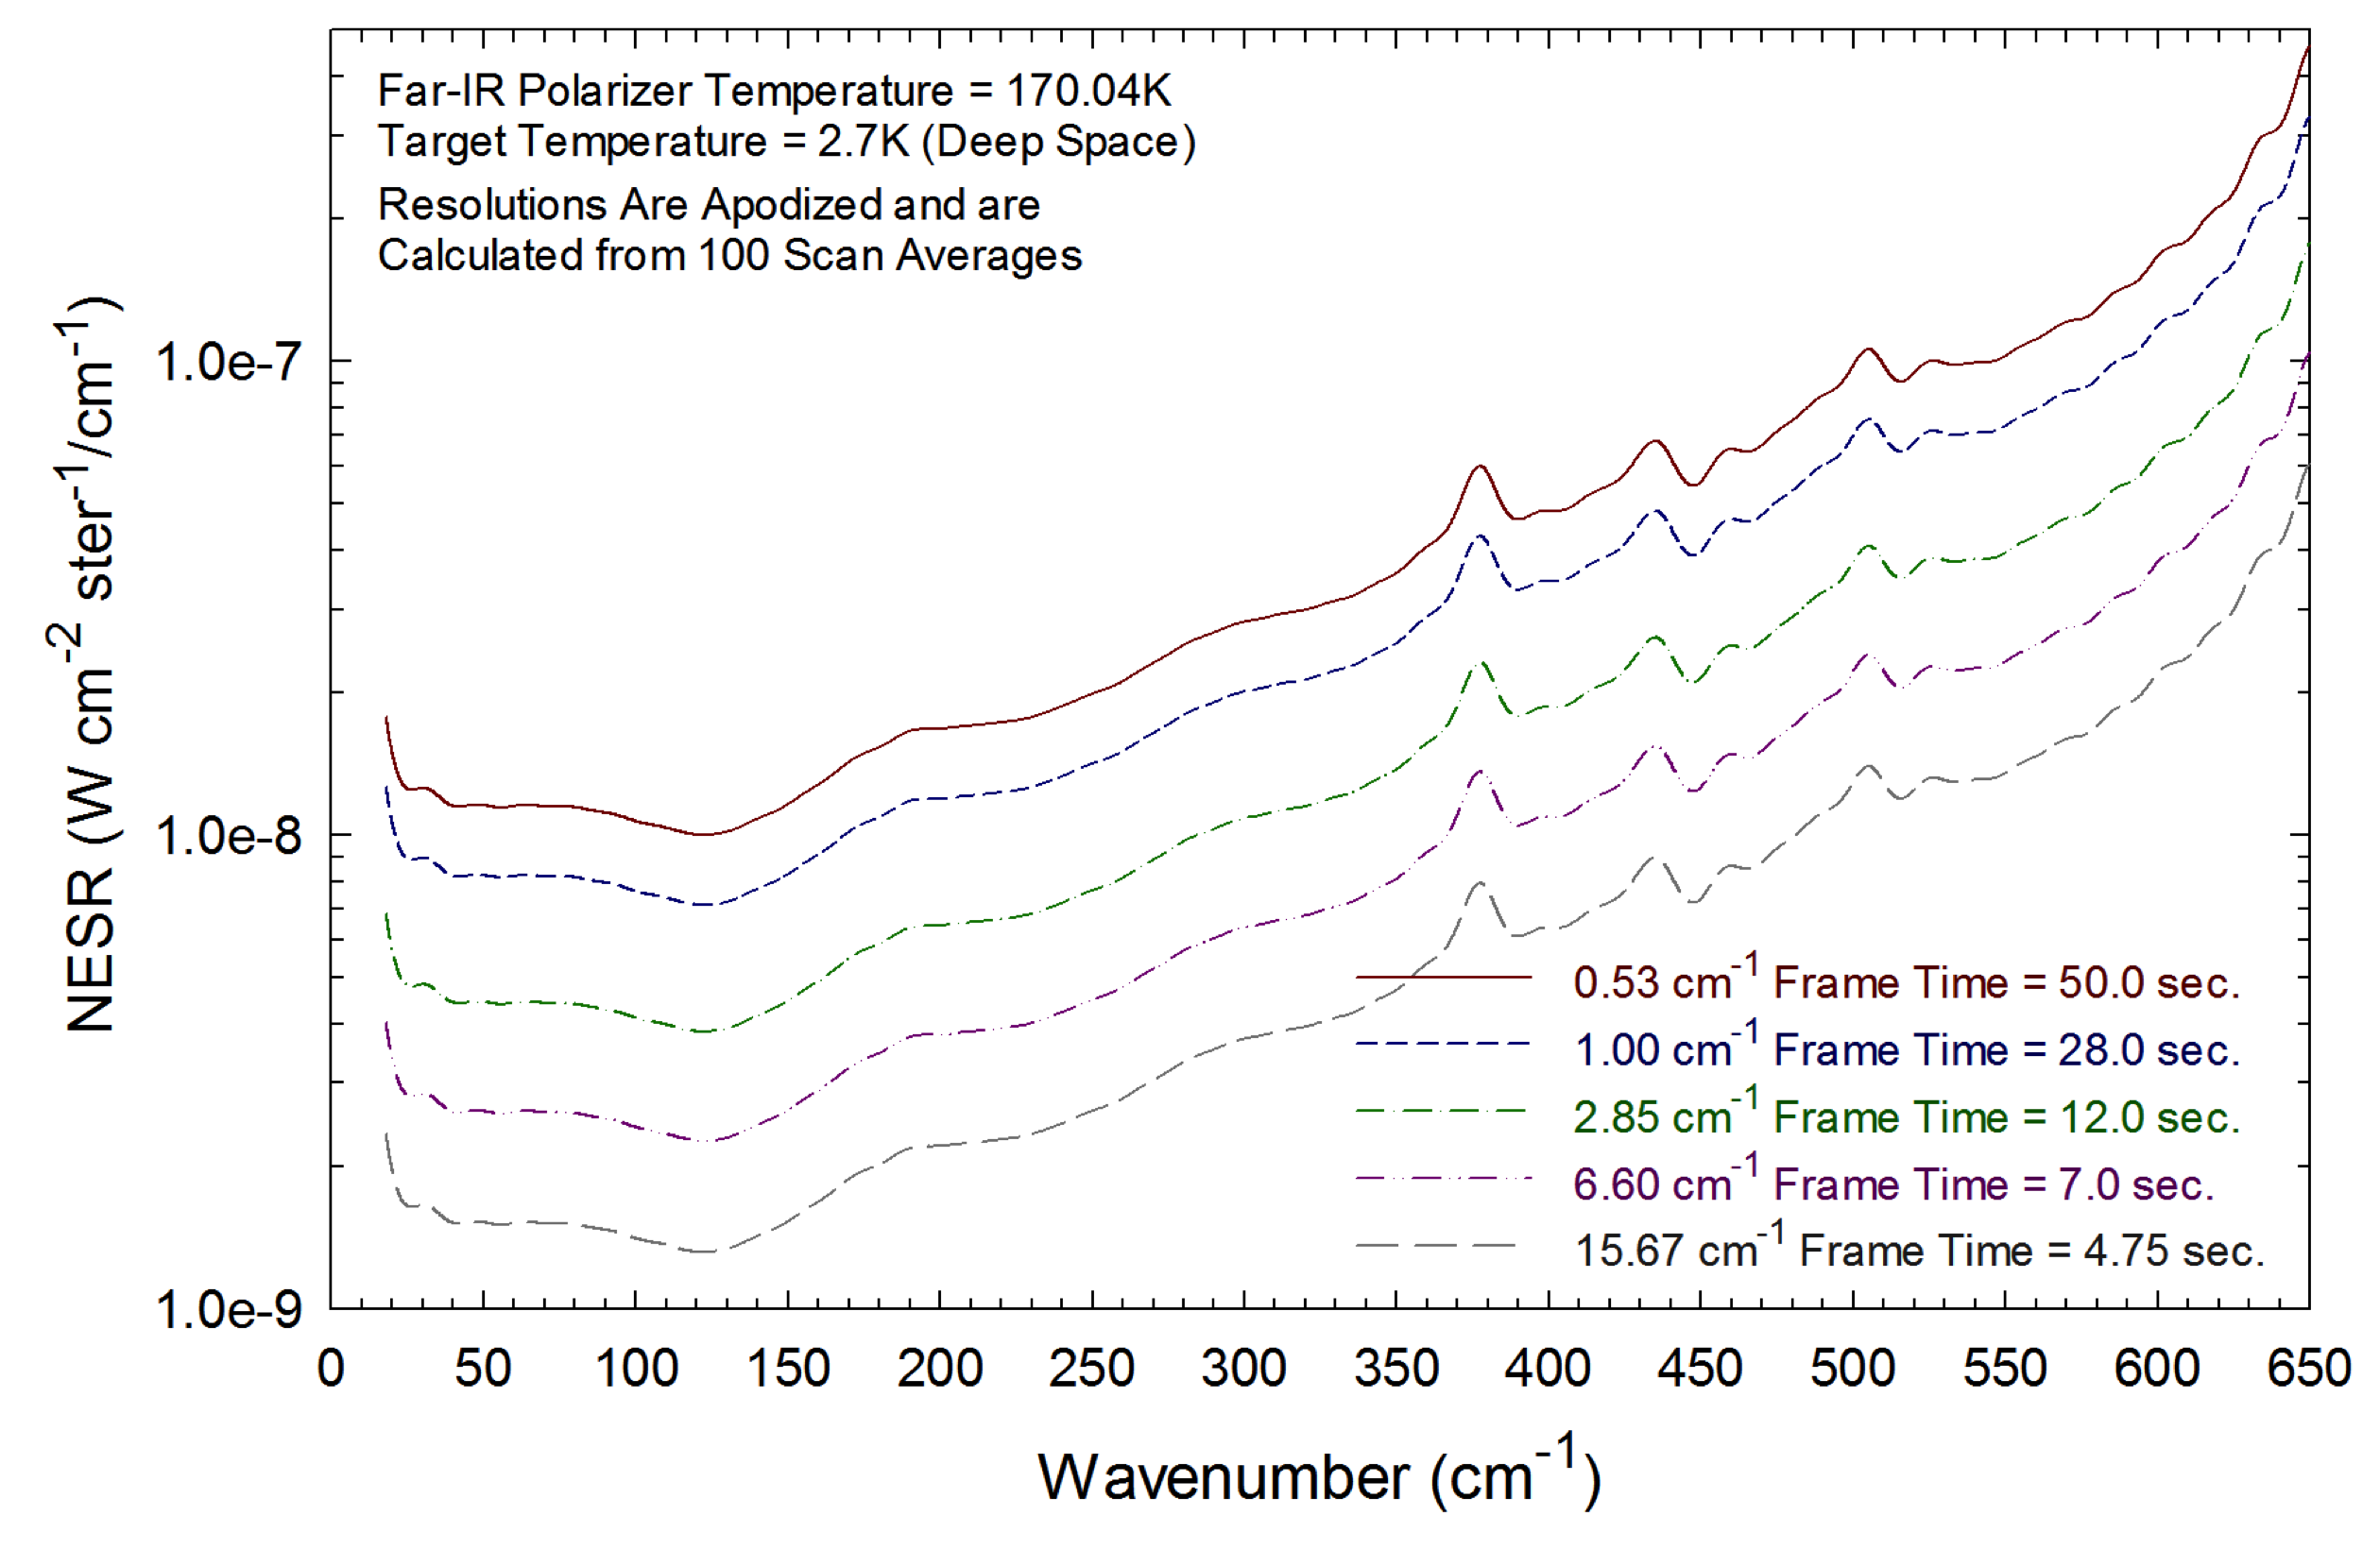 Far-IR Polarizer Temperature = 170.04K
Target Temperature = 2.7K (Deep Space)
Resolutions Are Apodized and are
Calculated from 100 Scan Averages
NESR (W cm⁻² ster⁻¹/cm⁻¹)
1.0e-7
1.0e-8
1.0e-9
0.53 cm⁻¹ Frame Time = 50.0 sec.
1.00 cm⁻¹ Frame Time = 28.0 sec.
2.85 cm⁻¹ Frame Time = 12.0 sec.
6.60 cm⁻¹ Frame Time = 7.0 sec.
15.67 cm⁻¹ Frame Time = 4.75 sec.
0 50 100 150 200 250 300 350 400 450 500 550 600 650
Wavenumber (cm⁻¹)